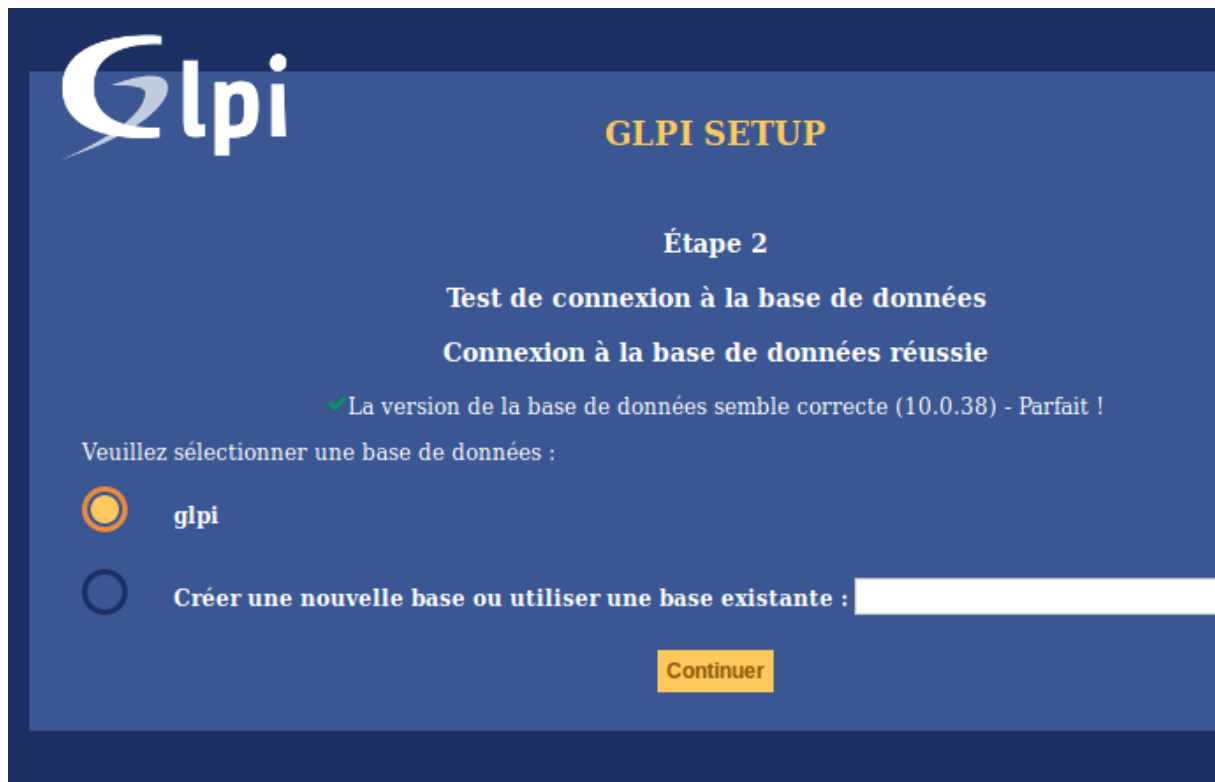 Glpi
GLPI SETUP
Étape 2
Test de connexion à la base de données
Connexion à la base de données réussie
La version de la base de données semble correcte (10.0.38) - Parfait !
Veuillez sélectionner une base de données :
glpi
Créer une nouvelle base ou utiliser une base existante :
Continuer